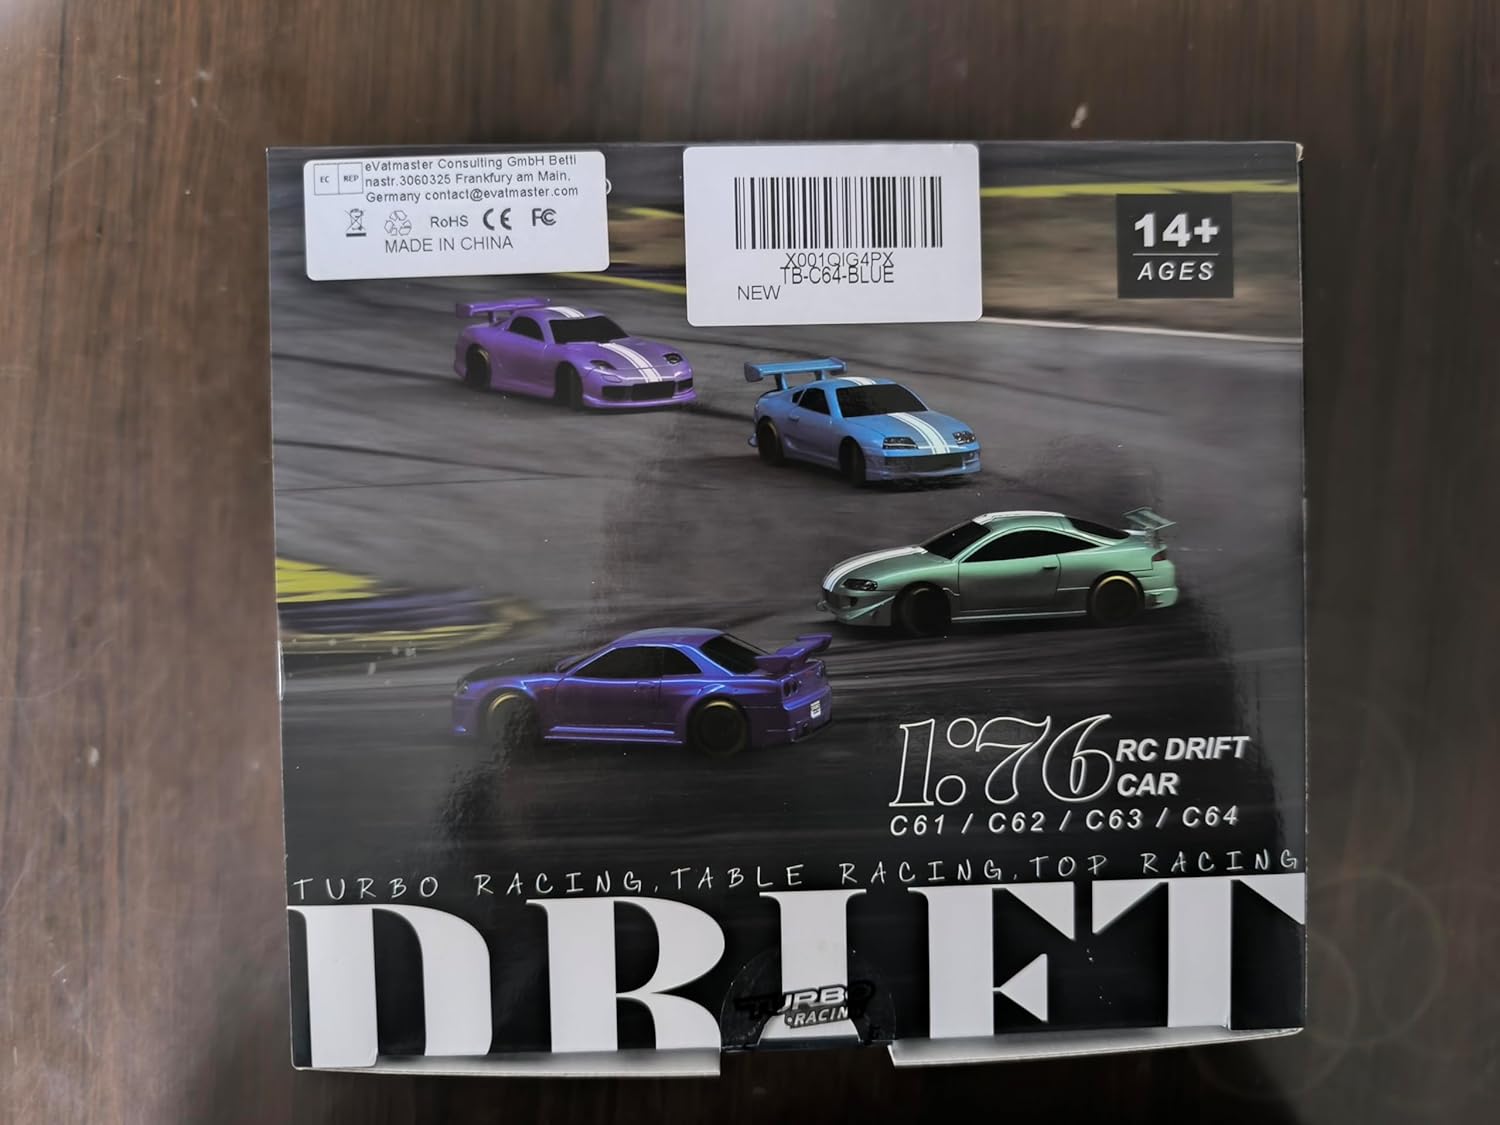 EC REP
eVatmaster Consulting GmbH Betti
nastr.3060325 Frankfury am Main.
Germany contact@evatmaster.com
RoHS CE FC
MADE IN CHINA
X001QIG4PX
TB-C64-BLUE
NEW
14+
AGES
1:76 RC DRIFT
CAR
C61 / C62 / C63 / C64
TURBO RACING.TABLE RACING.TOP RACING
DRIFT
TURBO
RACING